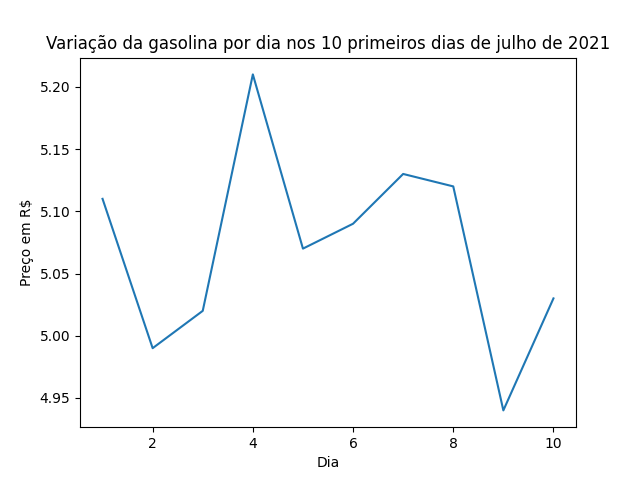 Variação da gasolina por dia nos 10 primeiros dias de julho de 2021
5.20
5.15
5.10
5.05
5.00
4.95
Preço em R$
2 4 6 8 10
Dia